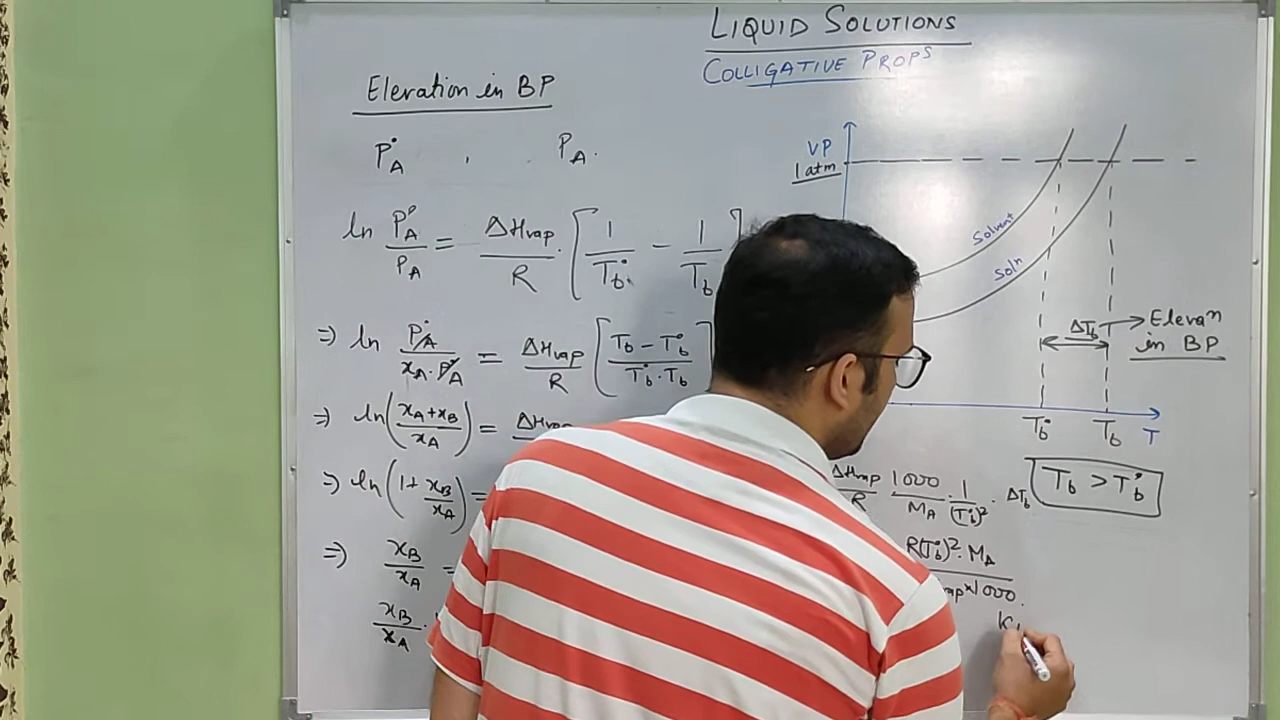 LIQUID SOLUTIONS
COLLIGATIVE PROPS
Elevation in BP
P°A , PA.
ln P°A/PA = ΔHvap./R [1/T°b - 1/Tb]
=> ln P°A/xA.P°A = ΔHvap/R [Tb - T°b/T°b.Tb]
=> ln(xA+xB/xA) =
=> ln(1+xB/xA) =
=> xB/xA =
xB/xA .
VP
1 atm
Solvent
Soln
ΔTb → Elevan
in BP
T°b Tb T
Tb > T°b
ΔHvap/R 1000/MA . 1/(T°b)² . ΔTb
R(T°b)².MA
ap×1000.
K